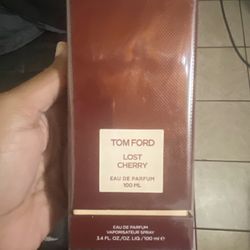 TOM FORD
LOST
CHERRY
EAU DE PARFUM
100 ML
EAU DE PARFUM
VAPORISATEUR SPRAY
3.4 FL. OZ./OZ. LIQ./100 ml ℮